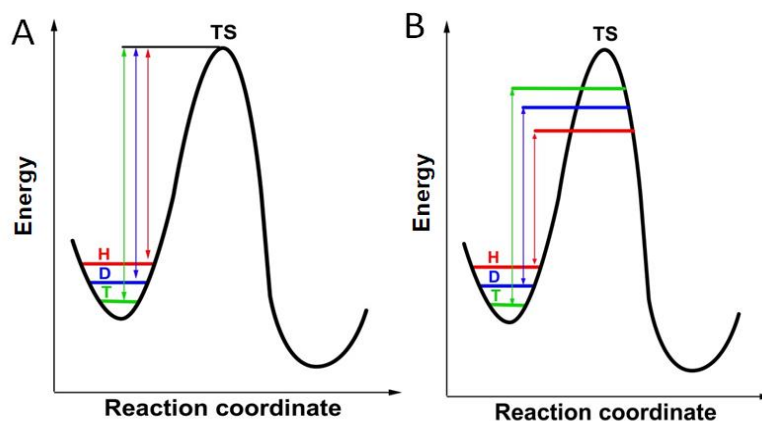 A
TS
Energy
H
D
T
Reaction coordinate
B
TS
Energy
H
D
T
Reaction coordinate